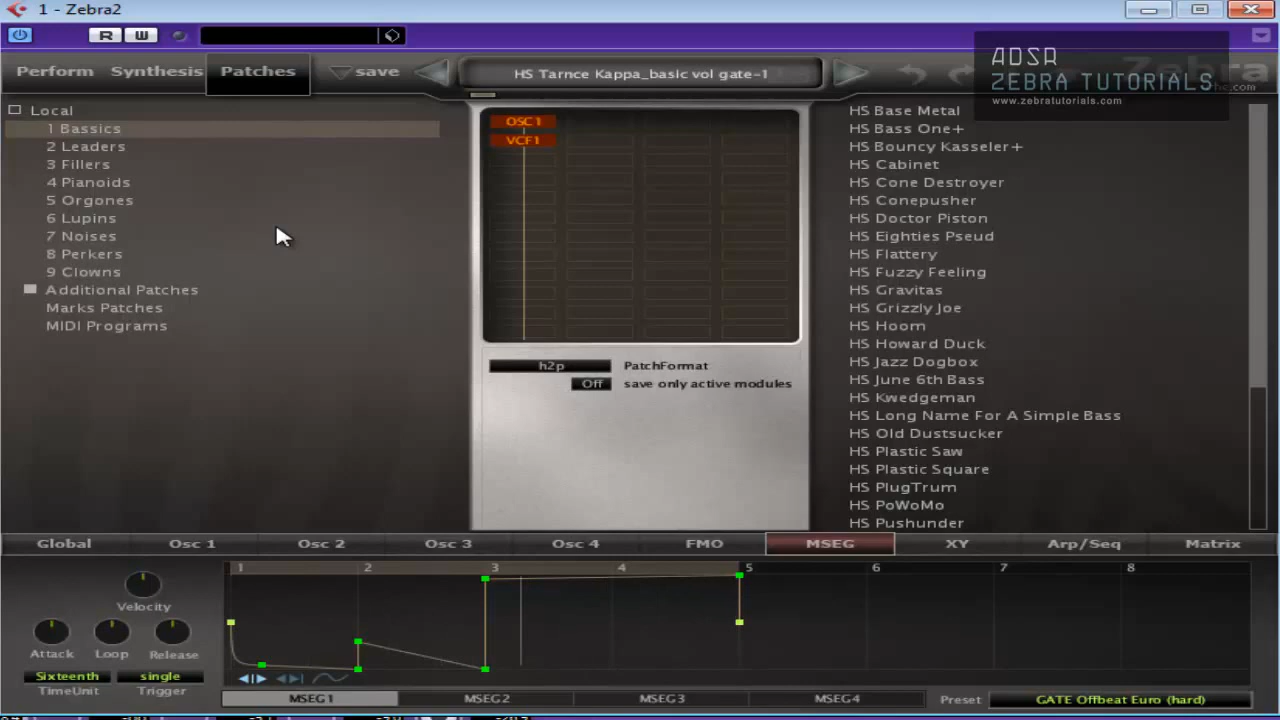 1 - Zebra2
R W
Perform Synthesis Patches save HS Tarnce Kappa_basic vol gate-1
ADSR
ZEBRA TUTORIALS
www.zebratutorials.com
Local
1 Bassics
2 Leaders
3 Fillers
4 Pianoids
5 Orgones
6 Lupins
7 Noises
8 Perkers
9 Clowns
Additional Patches
Marks Patches
MIDI Programs
OSC1
VCF1
h2p PatchFormat
Off save only active modules
HS Base Metal
HS Bass One+
HS Bouncy Kasseler+
HS Cabinet
HS Cone Destroyer
HS Conepusher
HS Doctor Piston
HS Eighties Pseud
HS Flattery
HS Fuzzy Feeling
HS Gravitas
HS Grizzly Joe
HS Hoom
HS Howard Duck
HS Jazz Dogbox
HS June 6th Bass
HS Kwedgeman
HS Long Name For A Simple Bass
HS Old Dustsucker
HS Plastic Saw
HS Plastic Square
HS PlugTrum
HS PoWoMo
HS Pushunder
Global Osc 1 Osc 2 Osc 3 Osc 4 FMO MSEG XY Arp/Seq Matrix
1 2 3 4 5 6 7 8
Velocity
Attack Loop Release
Sixteenth single
TimeUnit Trigger
MSEG1 MSEG2 MSEG3 MSEG4 Preset GATE Offbeat Euro (hard)